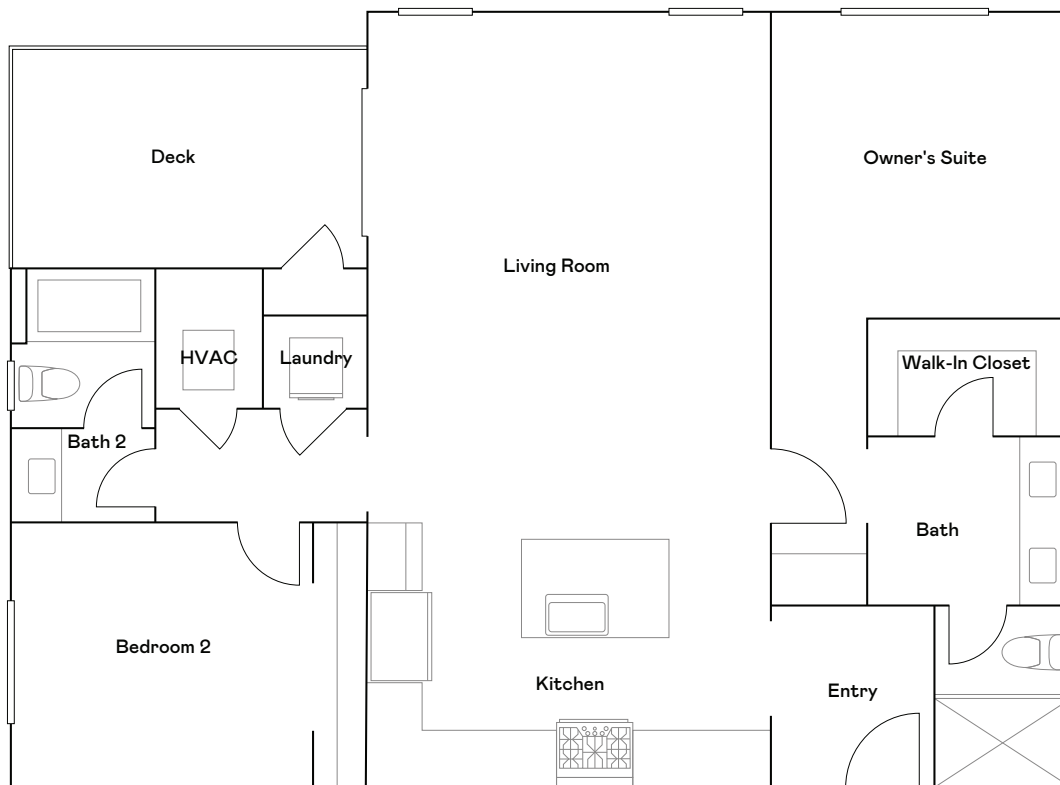 Deck
Owner's Suite
Living Room
HVAC
Laundry
Walk-In Closet
Bath 2
Bath
Bedroom 2
Kitchen
Entry